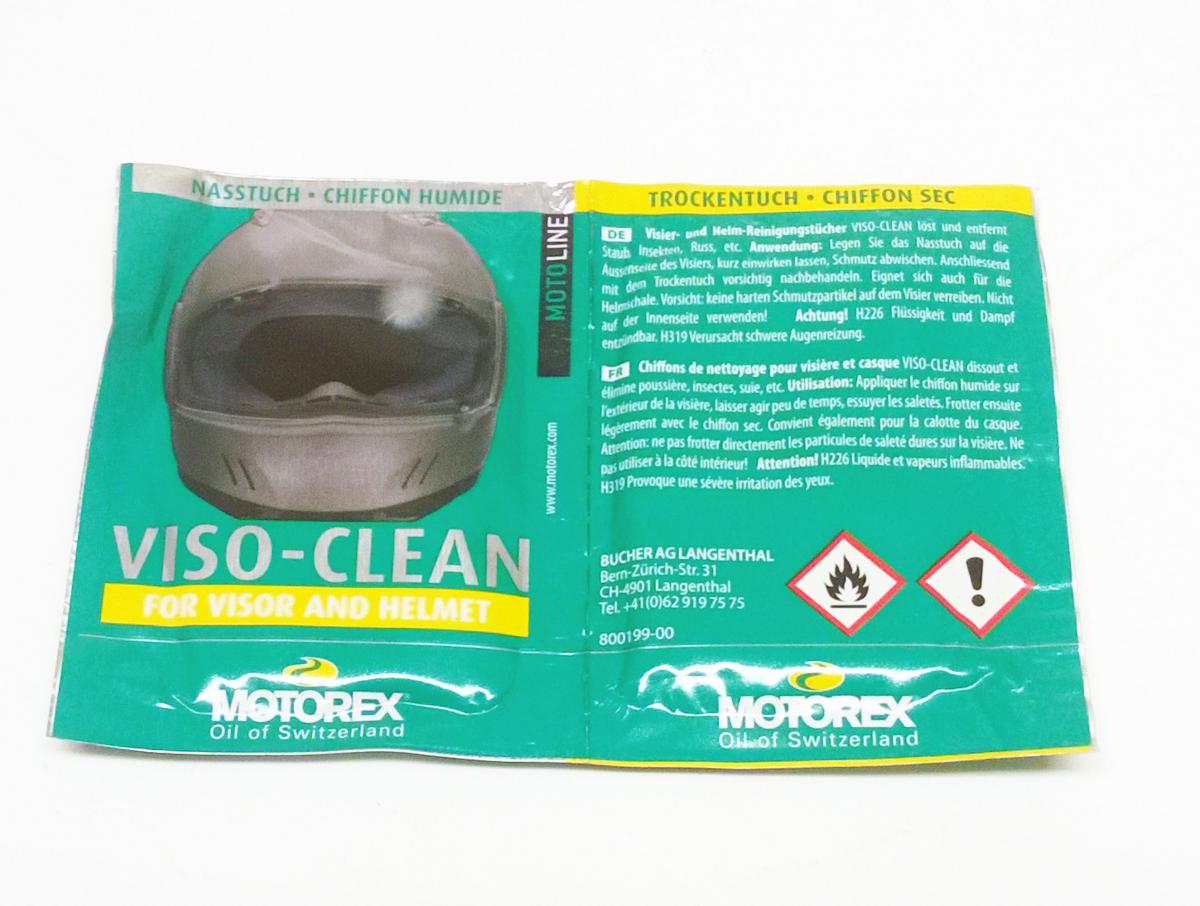 NASSTUCH • CHIFFON HUMIDE
MOTOLINE
www.motorex.com
VISO-CLEAN
FOR VISOR AND HELMET
MOTOREX
Oil of Switzerland
TROCKENTUCH • CHIFFON SEC
DE Visier- und Helm-Reinigungstücher VISO-CLEAN löst und entfernt
Staub, Insekten, Russ, etc. Anwendung: Legen Sie das Nasstuch auf die
Aussenseite des Visiers, kurz einwirken lassen, Schmutz abwischen. Anschliessend
mit dem Trockentuch vorsichtig nachbehandeln. Eignet sich auch für die
Helmschale. Vorsicht: keine harten Schmutzpartikel auf dem Visier verreiben. Nicht
auf der Innenseite verwenden! Achtung! H226 Flüssigkeit und Dampf
entzündbar. H319 Verursacht schwere Augenreizung.
FR Chiffons de nettoyage pour visière et casque VISO-CLEAN dissout et
élimine poussière, insectes, suie, etc. Utilisation: Appliquer le chiffon humide sur
l'extérieur de la visière, laisser agir peu de temps, essuyer les saletés. Frotter ensuite
légèrement avec le chiffon sec. Convient également pour la calotte du casque.
Attention: ne pas frotter directement les particules de saleté dures sur la visière. Ne
pas utiliser à la côté intérieur! Attention! H226 Liquide et vapeurs inflammables.
H319 Provoque une sévère irritation des yeux.
BUCHER AG LANGENTHAL
Bern-Zürich-Str. 31
CH-4901 Langenthal
Tel. +41(0)62 919 75 75
800199-00
MOTOREX
Oil of Switzerland